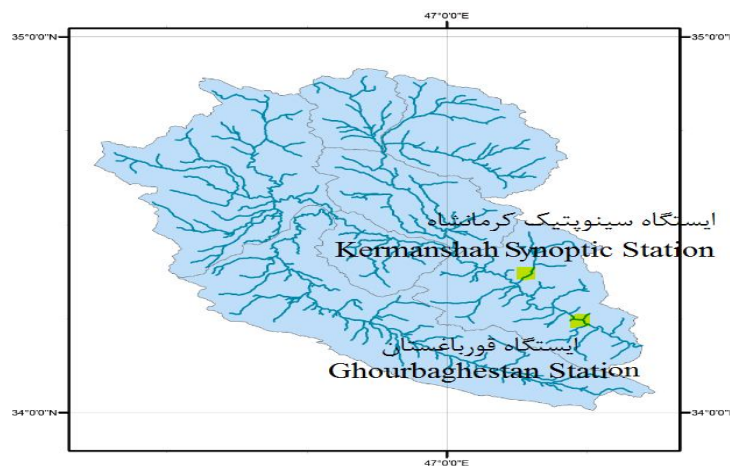 47°0'0"E
35°0'0"N
35°0'0"N
ایستگاه سینوپتیک کرمانشاه
Kermanshah Synoptic Station
ایستگاه قورباغستان
Ghourbaghestan Station
34°0'0"N
34°0'0"N
47°0'0"E